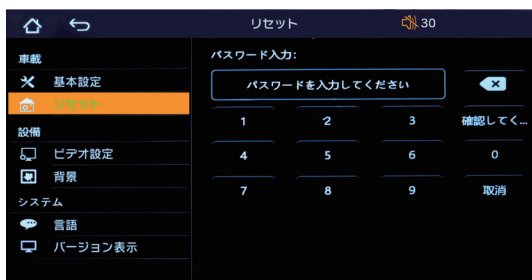 リセット 30
車載
基本設定
リセット
設備
ビデオ設定
背景
システム
言語
バージョン表示
パスワード入力:
パスワードを入力してください
1 2 3 確認してく...
4 5 6 0
7 8 9 取消